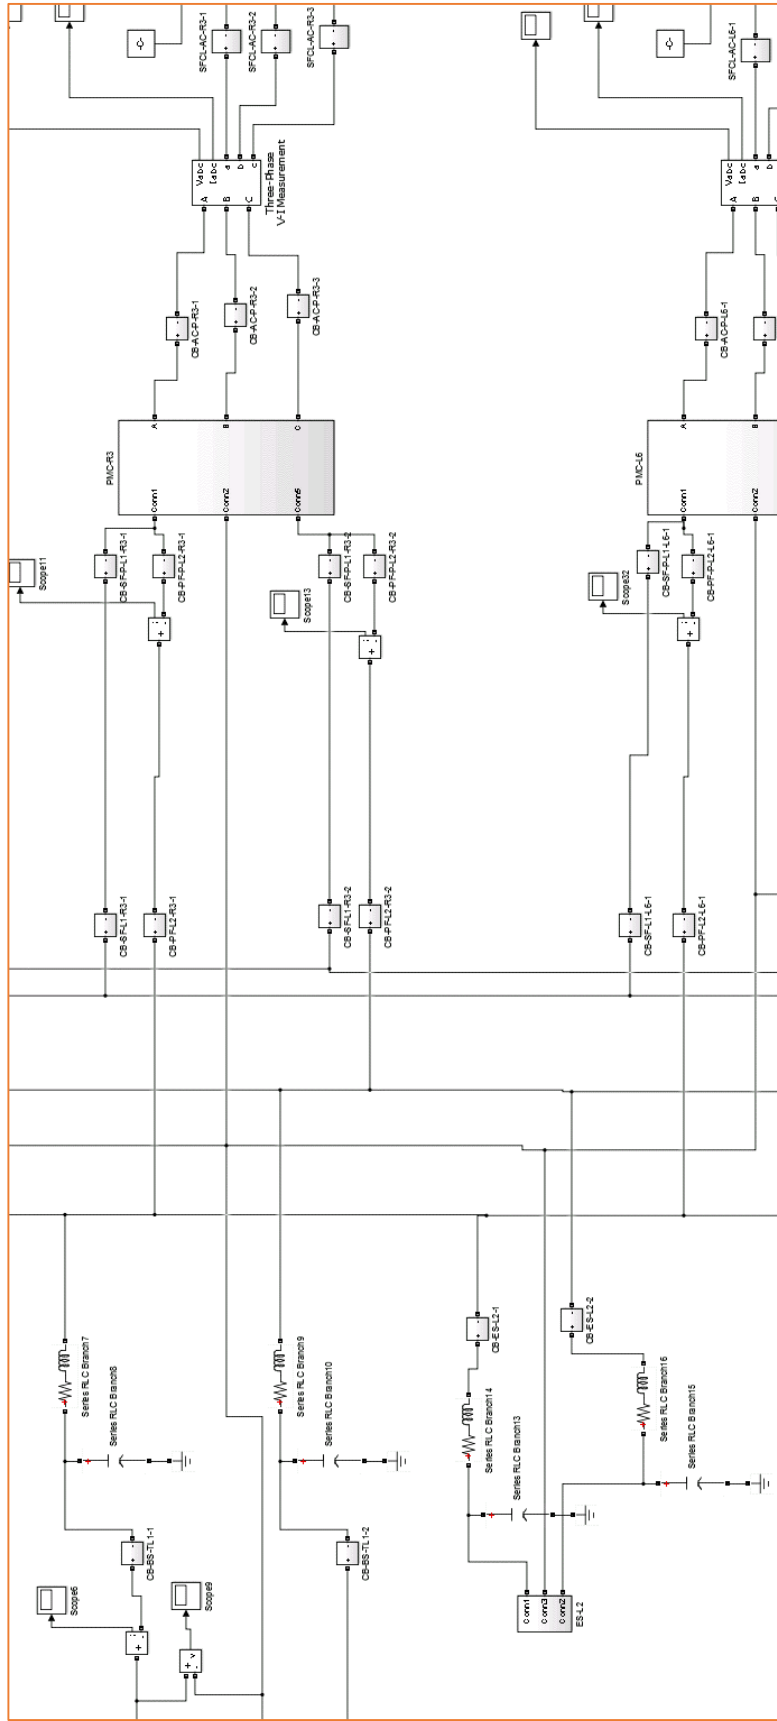 SFCL-AC-R3-1
SFCL-AC-R3-2
SFCL-AC-R3-3
SFCL-AC-L6-1
-C-
-C-
Vabc
Iabc
a
b
c
A
B
C
Three-Phase
V-I Measurement
Vabc
Iabc
a
b
A
B
CB-AC-P-R3-1
CB-AC-P-R3-2
CB-AC-P-R3-3
CB-AC-P-L6-1
PMC-R3
A
B
C
Conn1
Conn2
Conn5
PMC-L6
A
B
Conn1
Conn2
Scope11
CB-SF-P-L1-R3-1
CB-PF-P-L2-R3-1
Scope13
CB-SF-P-L1-R3-2
CB-PF-P-L2-R3-2
Scope32
CB-SF-P-L1-L6-1
CB-PF-P-L2-L6-1
CB-SF-L1-R3-1
CB-PF-L2-R3-1
CB-SF-L1-R3-2
CB-PF-L2-R3-2
CB-SF-L1-L6-1
CB-PF-L2-L6-1
CB-ES-L2-1
CB-ES-L2-2
Series RLC Branch7
Series RLC Branch8
Series RLC Branch9
Series RLC Branch10
Series RLC Branch14
Series RLC Branch13
Series RLC Branch16
Series RLC Branch15
CB-BS-TL1-1
CB-BS-TL1-2
Scope6
Scope9
Conn1
Conn3
Conn2
ES-L2